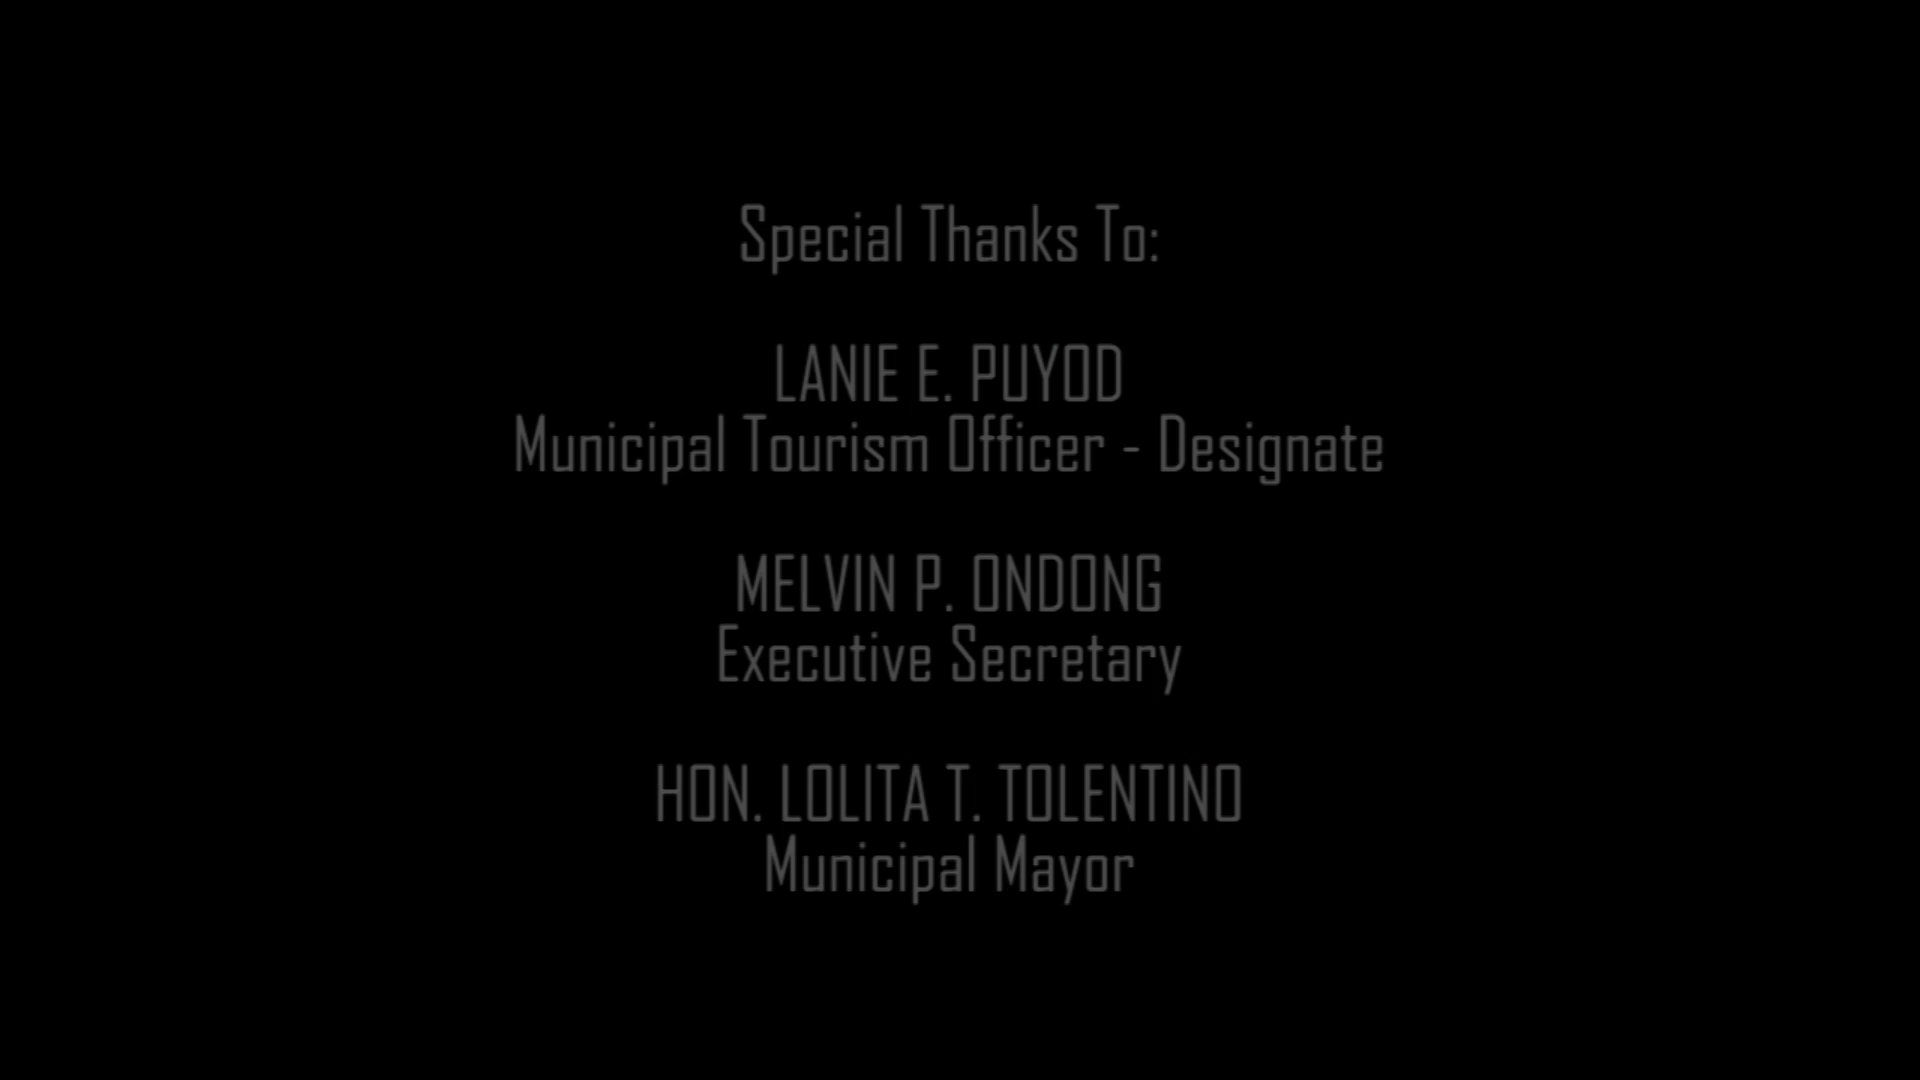 Special Thanks To:
LANIE E. PUYOD
Municipal Tourism Officer - Designate
MELVIN P. ONDONG
Executive Secretary
HON. LOLITA T. TOLENTINO
Municipal Mayor